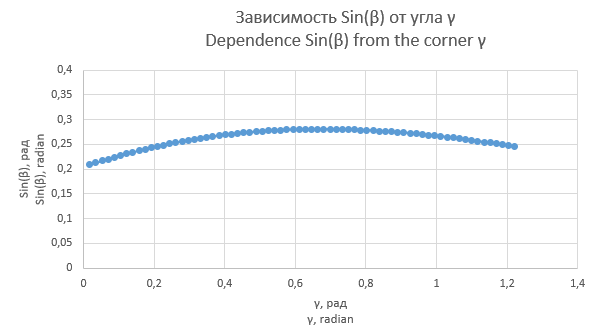 Зависимость Sin(β) от угла γ
Dependence Sin(β) from the corner γ
0,4
0,35
0,3
0,25
0,2
0,15
0,1
0,05
0
Sin(β), рад
Sin(β), radian
0 0,2 0,4 0,6 0,8 1 1,2 1,4
γ, рад
γ, radian